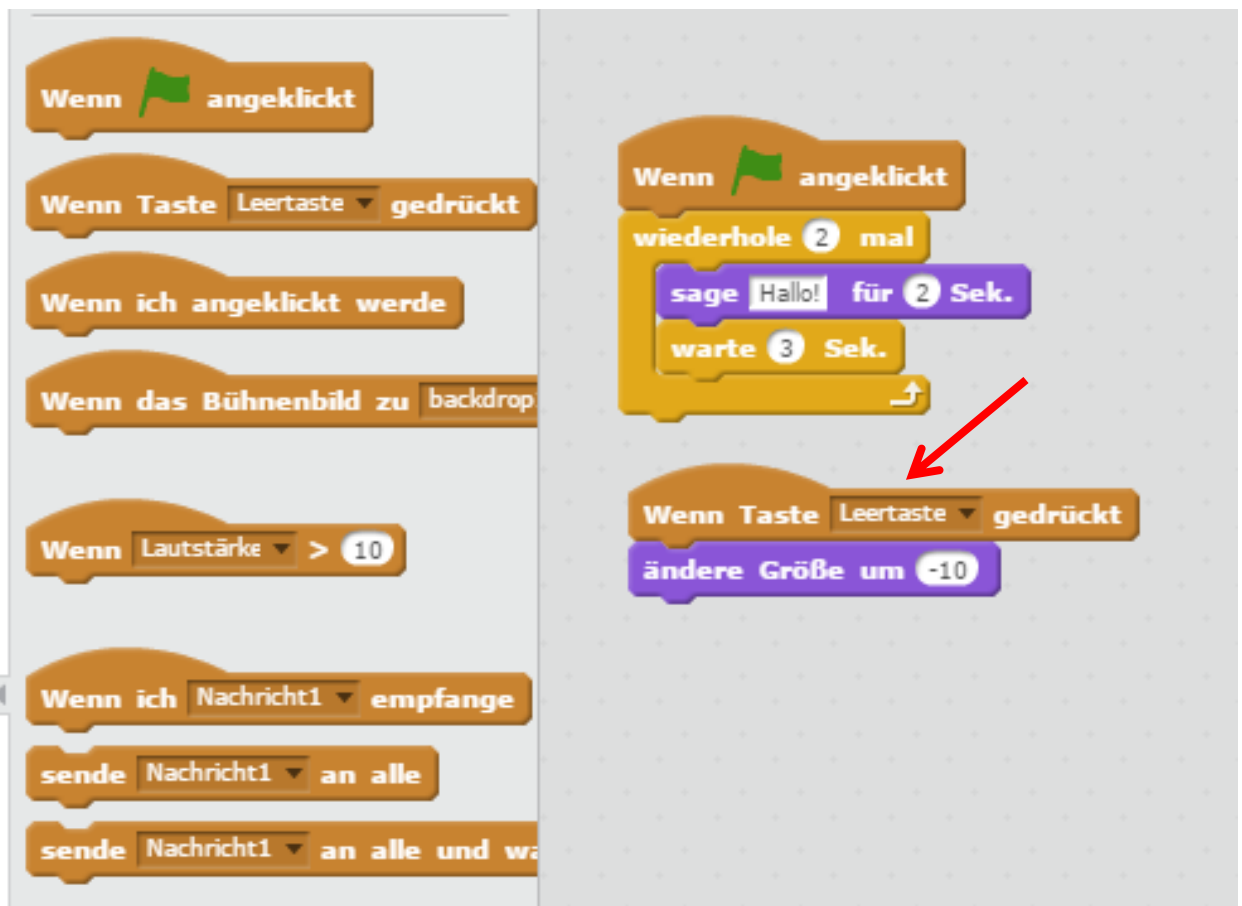 Wenn angeklickt
Wenn Taste Leertaste gedrückt
Wenn ich angeklickt werde
Wenn das Bühnenbild zu backdrop
Wenn Lautstärke > 10
Wenn ich Nachricht1 empfange
sende Nachricht1 an alle
sende Nachricht1 an alle und wa
Wenn angeklickt
wiederhole 2 mal
sage Hallo! für 2 Sek.
warte 3 Sek.
Wenn Taste Leertaste gedrückt
ändere Größe um -10